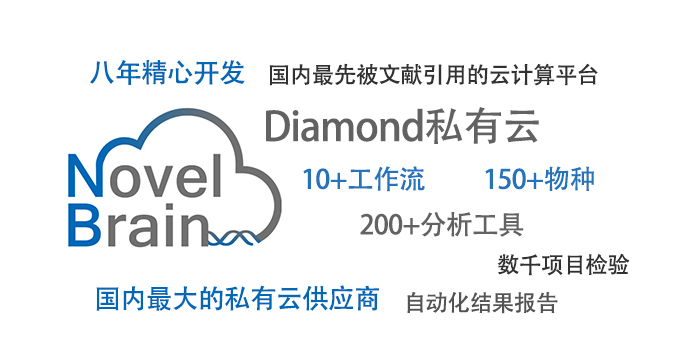 八年精心开发
国内最先被文献引用的云计算平台
Diamond私有云
Novel
Brain
10+工作流
150+物种
200+分析工具
数千项目检验
国内最大的私有云供应商
自动化结果报告